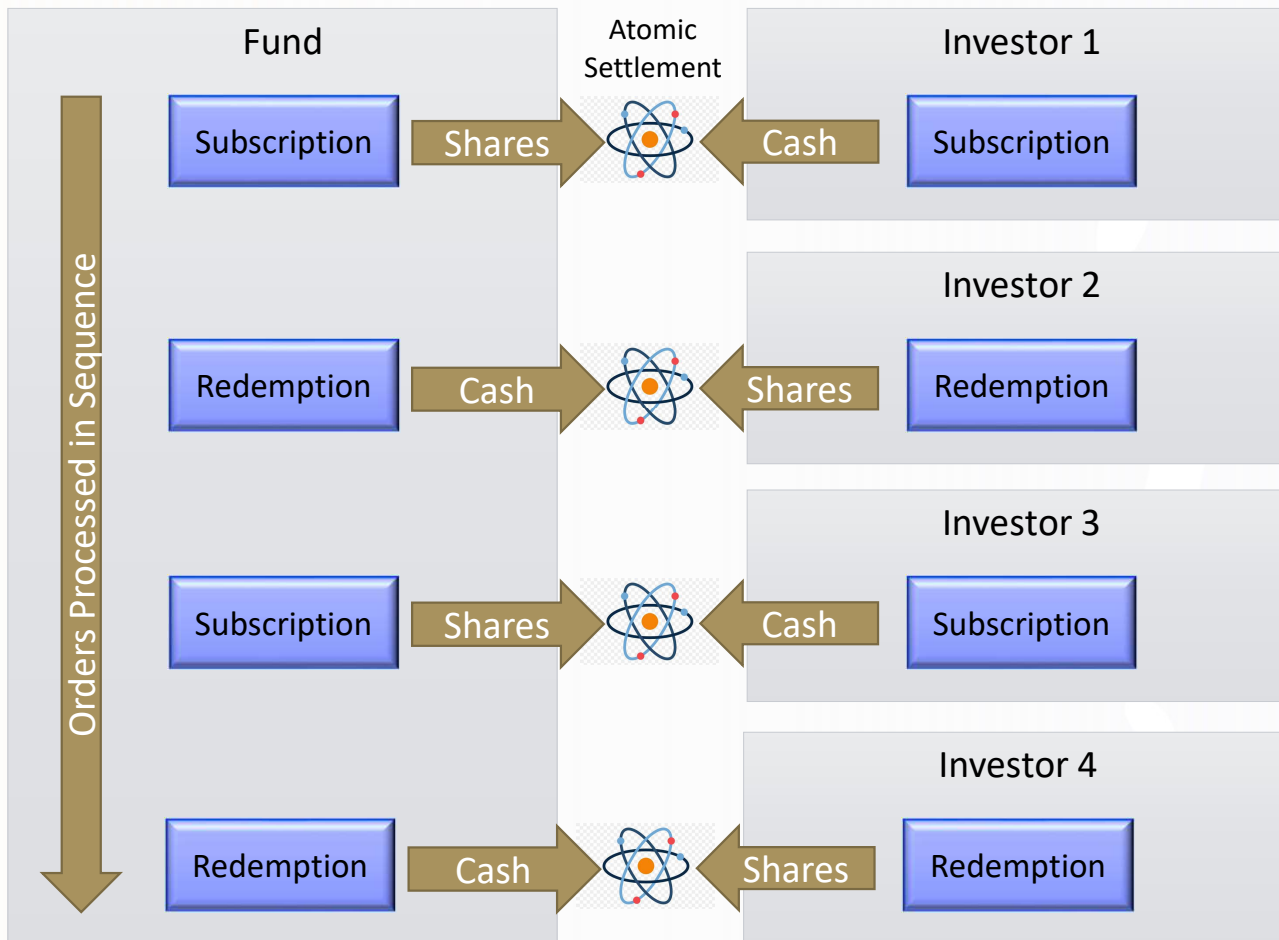 Fund
Atomic
Settlement
Investor 1
Subscription
Shares
Cash
Subscription
Orders Processed in Sequence
Investor 2
Redemption
Cash
Shares
Redemption
Investor 3
Subscription
Shares
Cash
Subscription
Investor 4
Redemption
Cash
Shares
Redemption